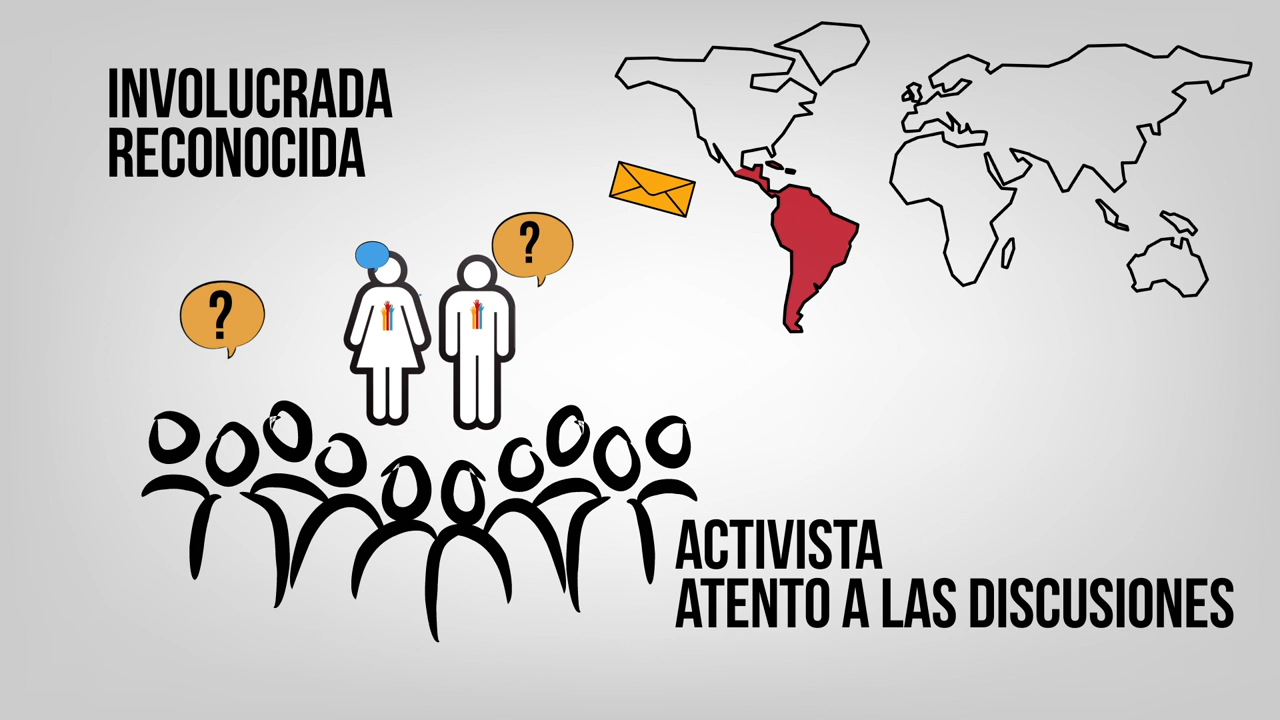 INVOLUCRADA
RECONOCIDA
?
?
ACTIVISTA
ATENTO A LAS DISCUSIONES